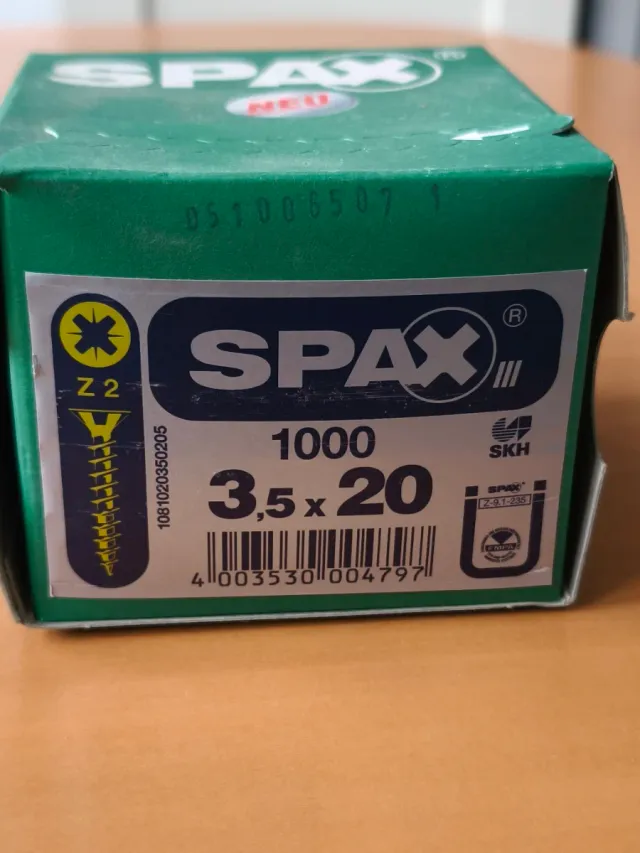 SPAX ®
NEU
051006507 1
SPAX ®
Z 2
1081020350205
1000
SKH
3,5 x 20
SPAX
Z-9.1-235
4 003530 004797